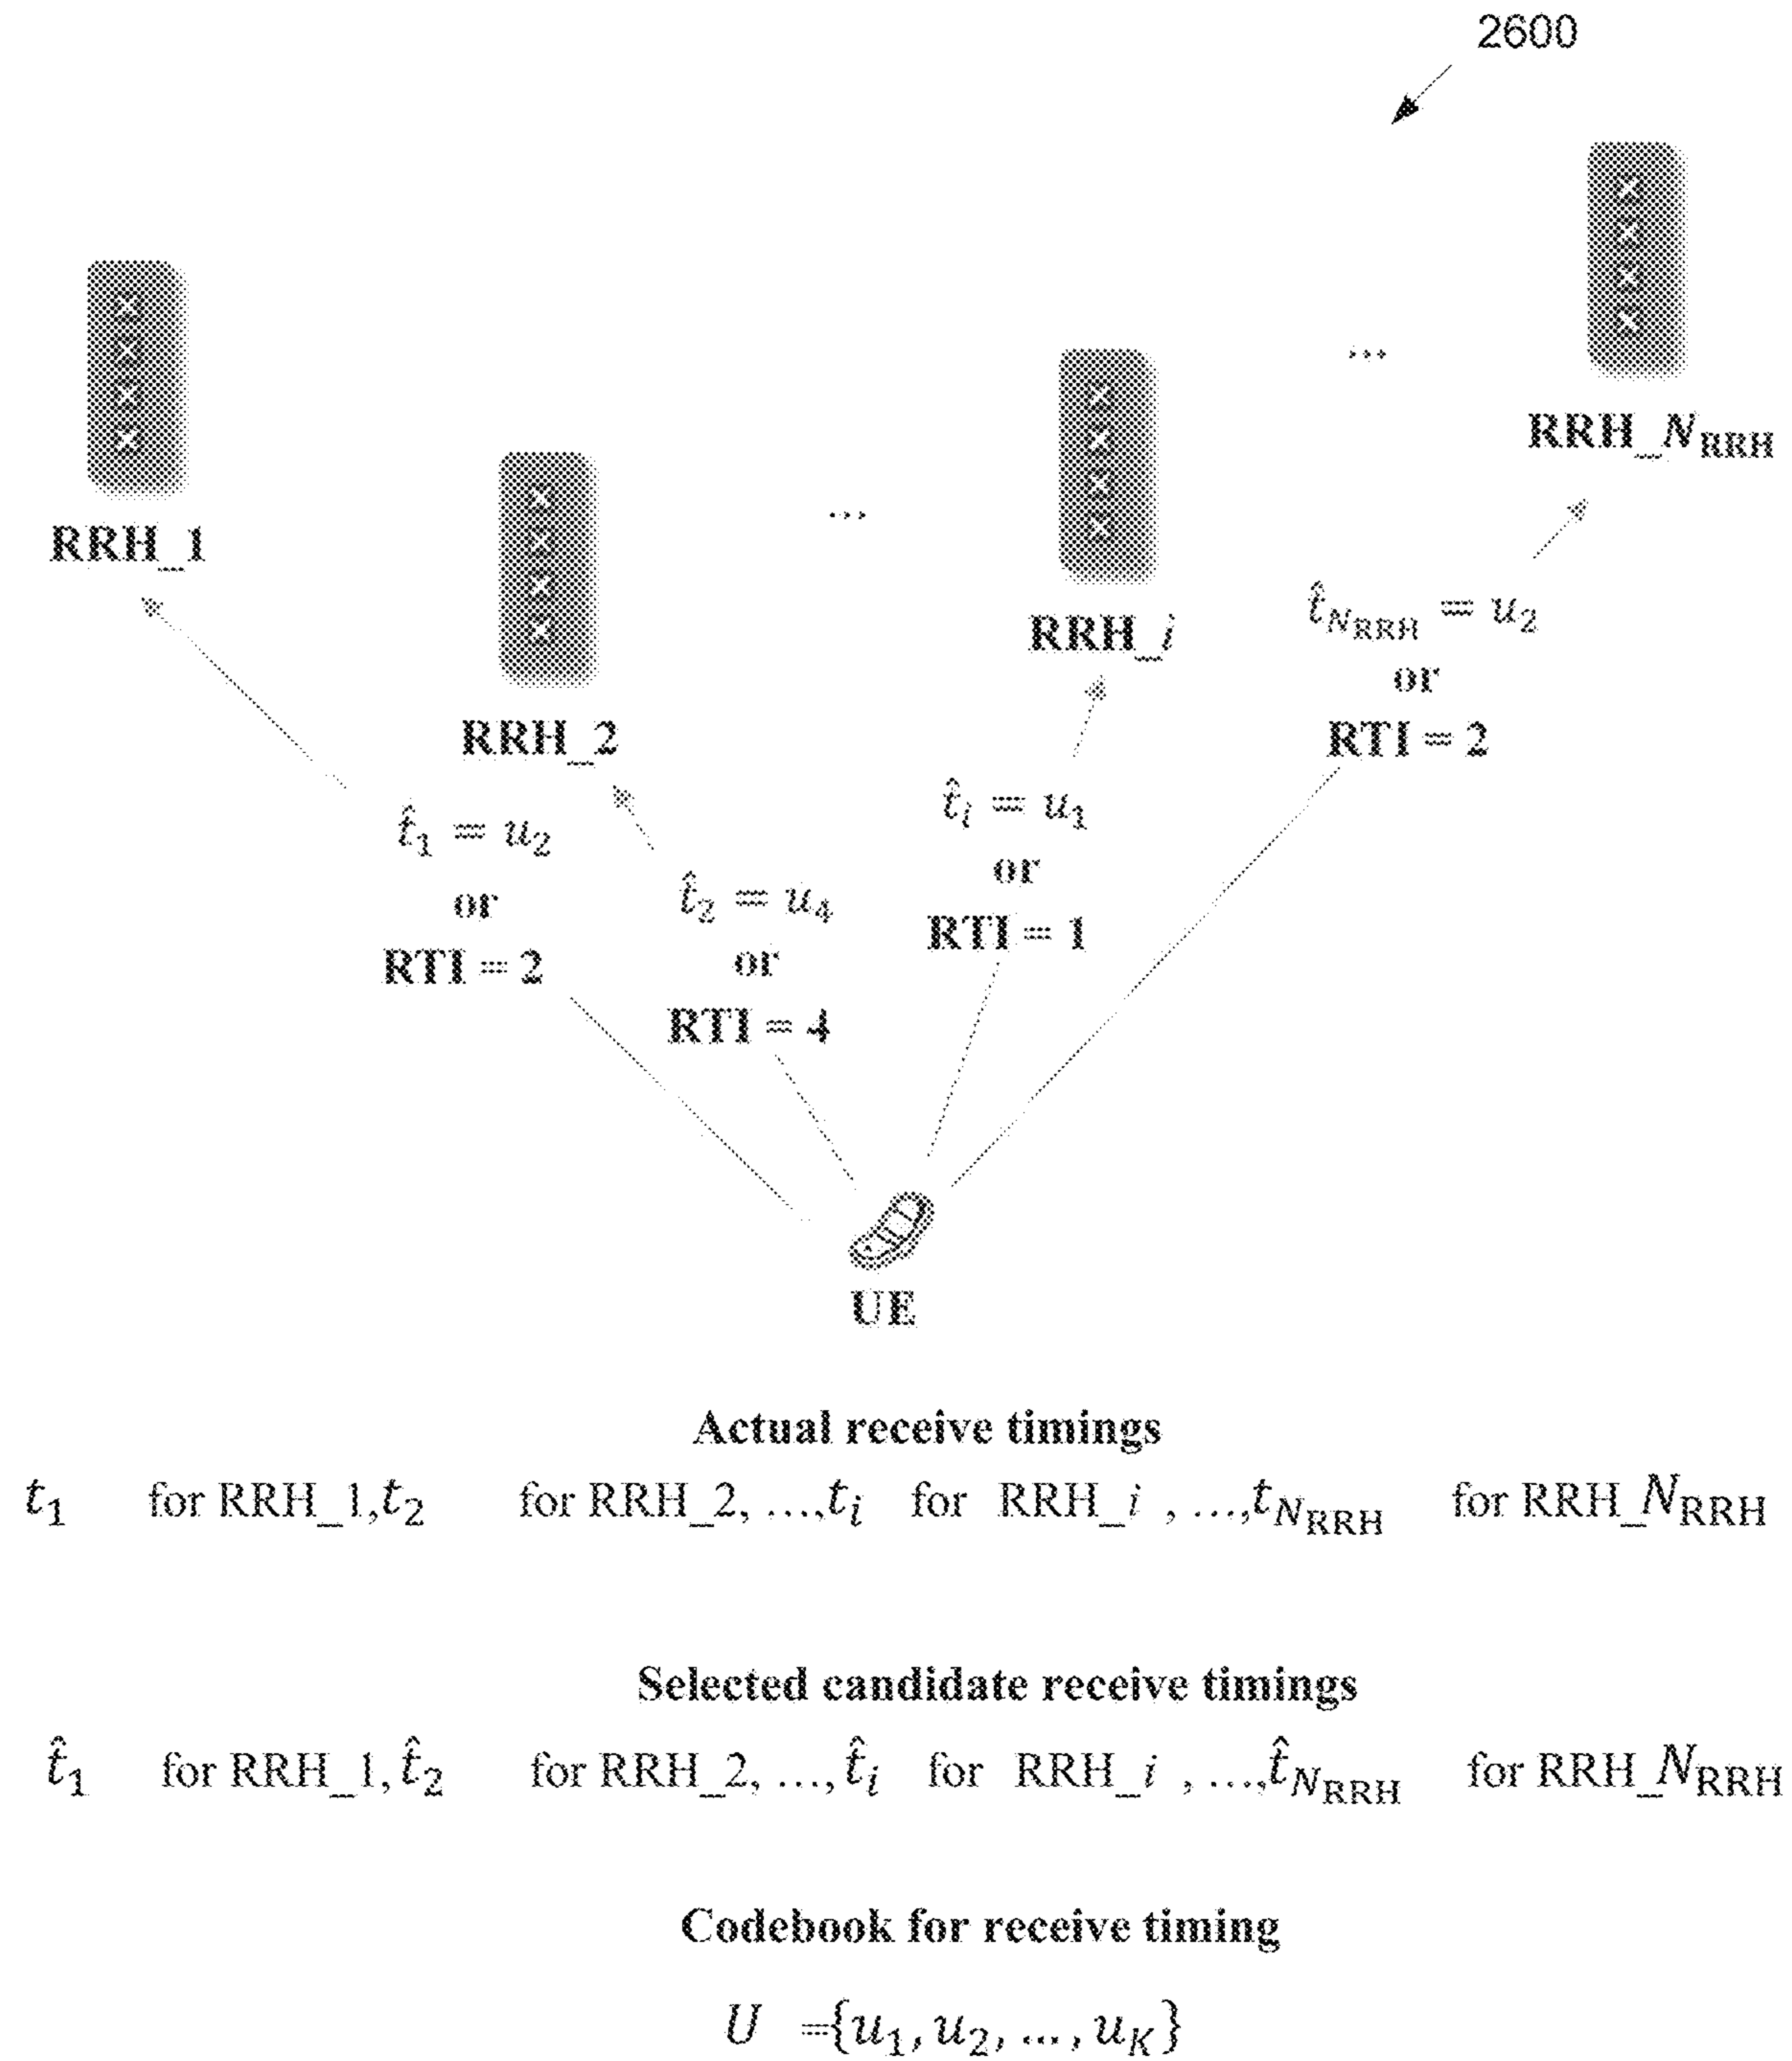 2600
RRH_1
RRH_2
...
RRH_i
...
RRH_N_RRH
t̂_1 = u_2
or
RTI = 2
t̂_2 = u_4
or
RTI = 4
t̂_i = u_1
or
RTI = 1
t̂_N_RRH = u_2
or
RTI = 2
UE
Actual receive timings
t_1 for RRH_1, t_2 for RRH_2, ..., t_i for RRH_i , ..., t_N_RRH for RRH_N_RRH
Selected candidate receive timings
t̂_1 for RRH_1, t̂_2 for RRH_2, ..., t̂_i for RRH_i , ..., t̂_N_RRH for RRH_N_RRH
Codebook for receive timing
U ={u_1, u_2, ..., u_K}